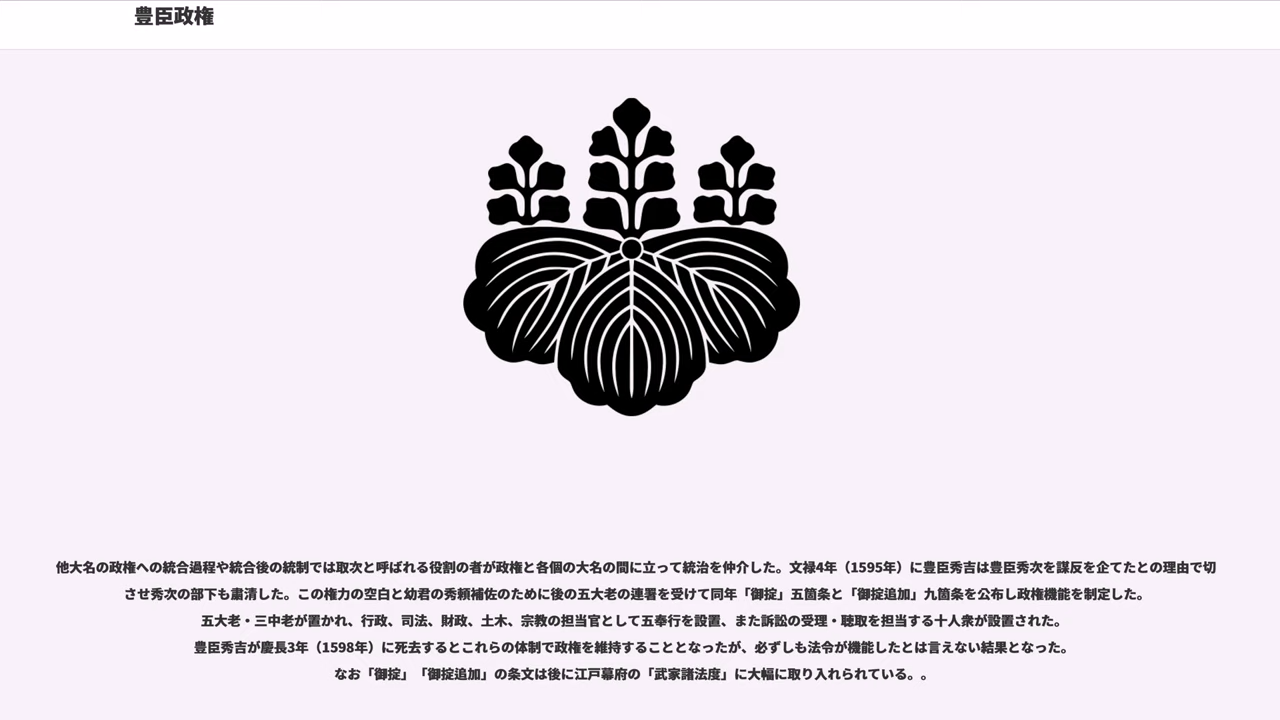 豊臣政権
他大名の政権への統合過程や統合後の統制では取次と呼ばれる役割の者が政権と各個の大名の間に立って統治を仲介した。文禄4年（1595年）に豊臣秀吉は豊臣秀次を謀反を企てたとの理由で切
させ秀次の部下も粛清した。この権力の空白と幼君の秀頼補佐のために後の五大老の連署を受けて同年「御掟」五箇条と「御掟追加」九箇条を公布し政権機能を制定した。
五大老・三中老が置かれ、行政、司法、財政、土木、宗教の担当官として五奉行を設置、また訴訟の受理・聴取を担当する十人衆が設置された。
豊臣秀吉が慶長3年（1598年）に死去するとこれらの体制で政権を維持することとなったが、必ずしも法令が機能したとは言えない結果となった。
なお「御掟」「御掟追加」の条文は後に江戸幕府の「武家諸法度」に大幅に取り入れられている。。